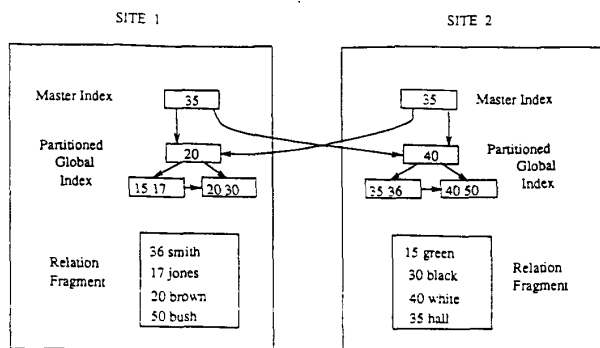 SITE 1
SITE 2
Master Index
35
35
Master Index
Partitioned
Global
Index
20
40
Partitioned
Global
Index
15 17
20 30
35 36
40 50
Relation
Fragment
36 smith
17 jones
20 brown
50 bush
15 green
30 black
40 white
35 hall
Relation
Fragment